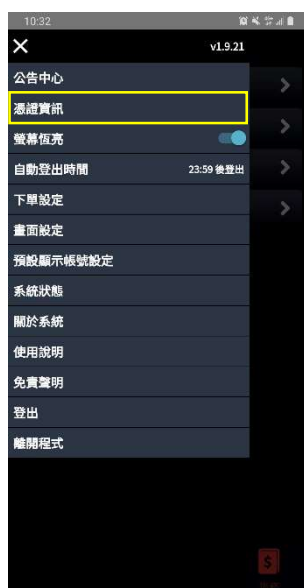 10:32
v1.9.21
公告中心
憑證資訊
螢幕恆亮
自動登出時間 23:59 後登出
下單設定
畫面設定
預設顯示帳號設定
系統狀態
關於系統
使用說明
免責聲明
登出
離開程式
$